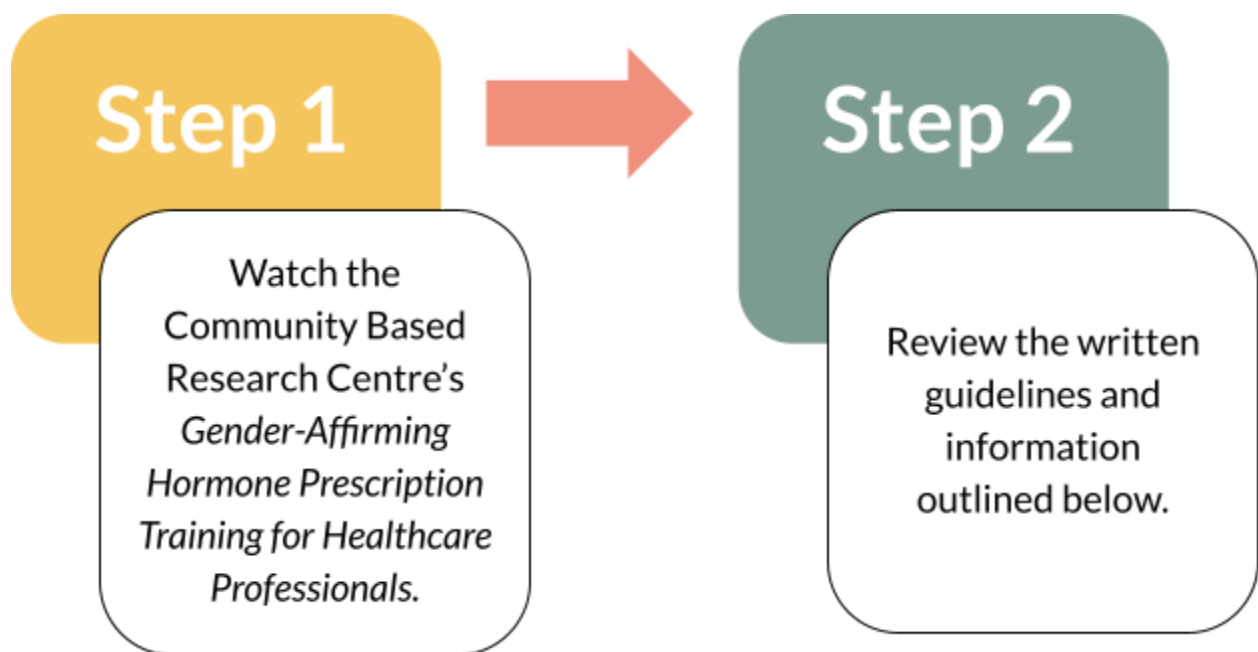 Step 1
Watch the
Community Based
Research Centre’s
Gender-Affirming
Hormone Prescription
Training for Healthcare
Professionals.
Step 2
Review the written
guidelines and
information
outlined below.